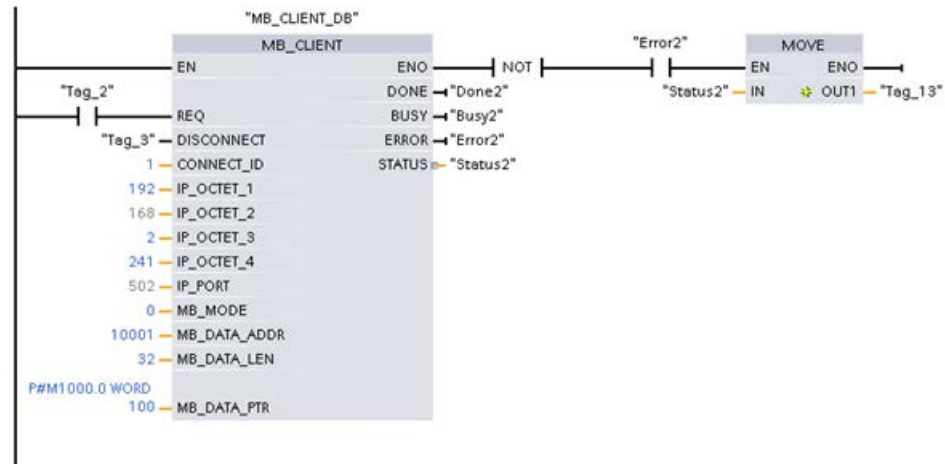 "MB_CLIENT_DB"
MB_CLIENT
"Error2"
MOVE
EN
ENO
NOT
EN
ENO
"Tag_2"
DONE
"Done2"
"Status2"
IN
OUT1
"Tag_13"
REQ
BUSY
"Busy2"
"Tag_3"
DISCONNECT
ERROR
"Error2"
1
CONNECT_ID
STATUS
"Status2"
192
IP_OCTET_1
168
IP_OCTET_2
2
IP_OCTET_3
241
IP_OCTET_4
502
IP_PORT
0
MB_MODE
10001
MB_DATA_ADDR
32
MB_DATA_LEN
P#M1000.0 WORD
100
MB_DATA_PTR